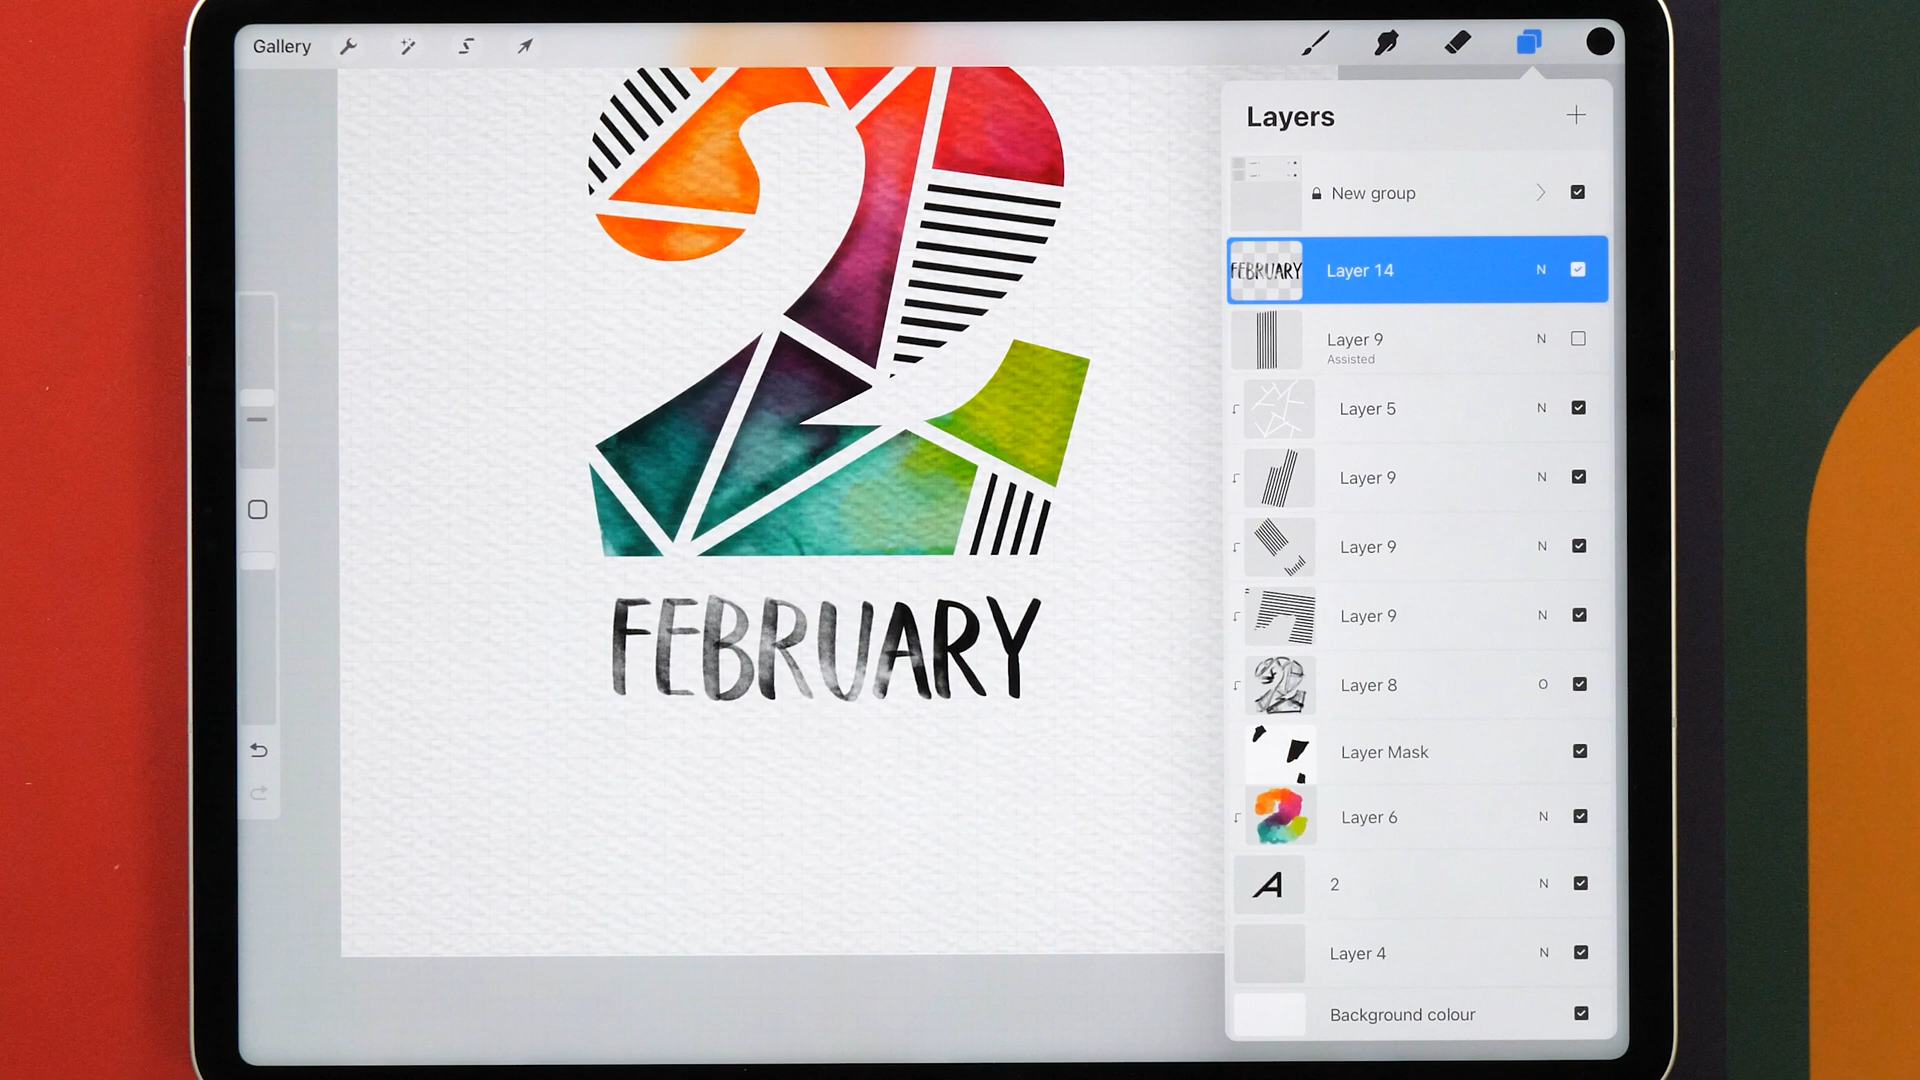 Gallery
Layers
New group
FEBRUARY
Layer 14
N
Layer 9
N
Assisted
Layer 5
N
Layer 9
N
Layer 9
N
Layer 9
N
Layer 8
O
Layer Mask
Layer 6
N
A
2
N
Layer 4
N
Background colour
2
FEBRUARY